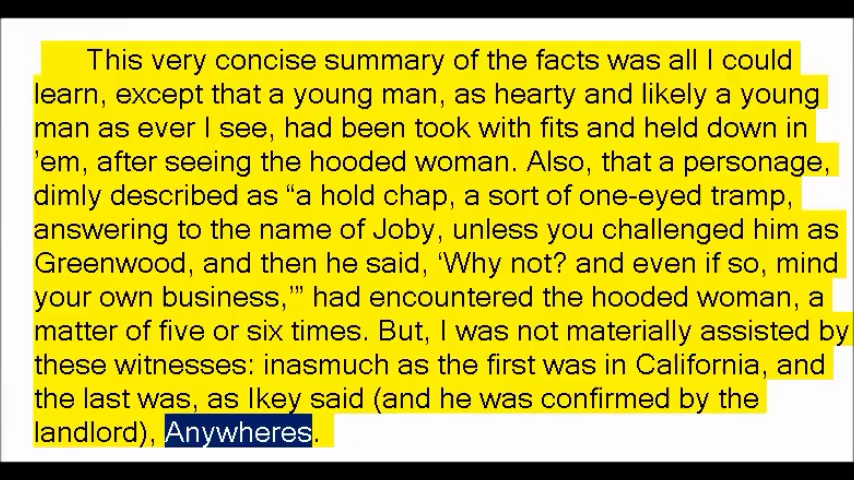 This very concise summary of the facts was all I could
learn, except that a young man, as hearty and likely a young
man as ever I see, had been took with fits and held down in
’em, after seeing the hooded woman. Also, that a personage,
dimly described as “a hold chap, a sort of one-eyed tramp,
answering to the name of Joby, unless you challenged him as
Greenwood, and then he said, ‘Why not? and even if so, mind
your own business,’” had encountered the hooded woman, a
matter of five or six times. But, I was not materially assisted by
these witnesses: inasmuch as the first was in California, and
the last was, as Ikey said (and he was confirmed by the
landlord), Anywheres.